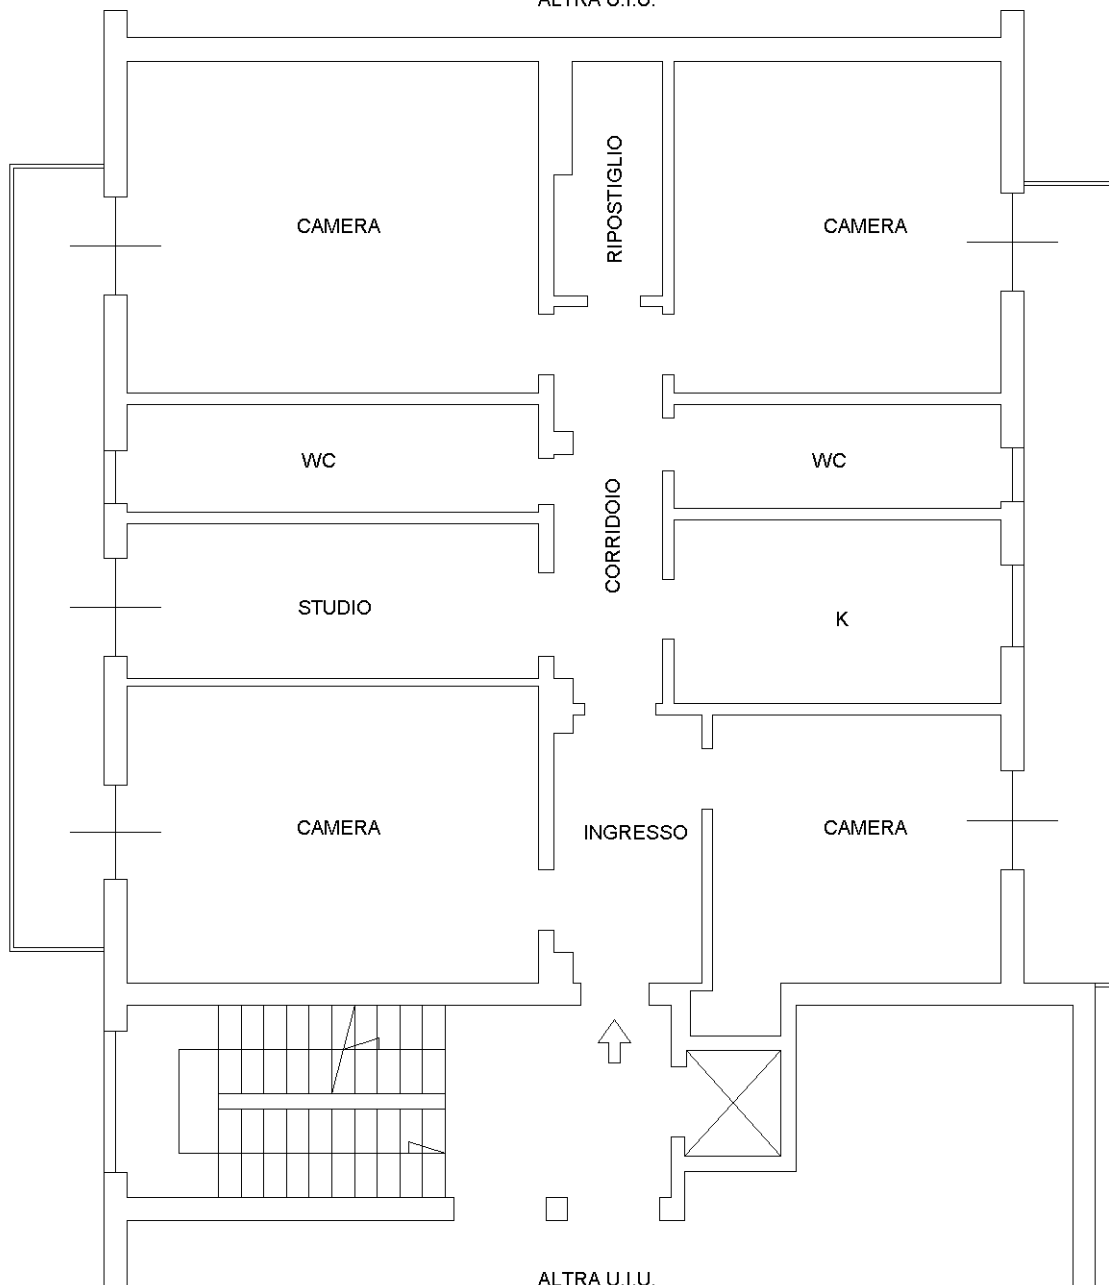 ALTRA U.I.U.
CAMERA
RIPOSTIGLIO
CAMERA
WC
WC
CORRIDOIO
STUDIO
K
CAMERA
INGRESSO
CAMERA
ALTRA U.I.U.